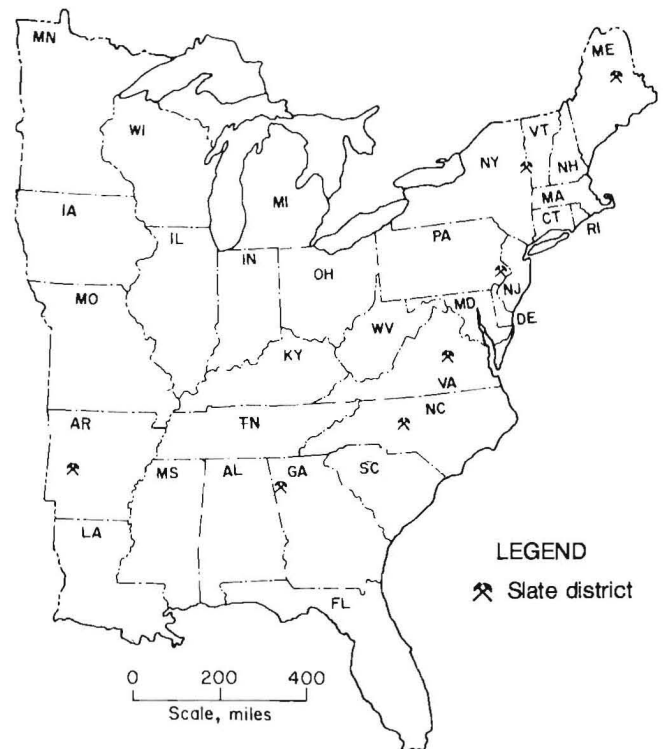 MN
ME
WI
VT
NY
NH
MI
MA
CT
RI
IA
IL
PA
IN
OH
NJ
MO
MD
DE
WV
KY
VA
NC
AR
TN
MS
AL
GA
SC
LA
LEGEND
Slate district
FL
0 200 400
Scale, miles